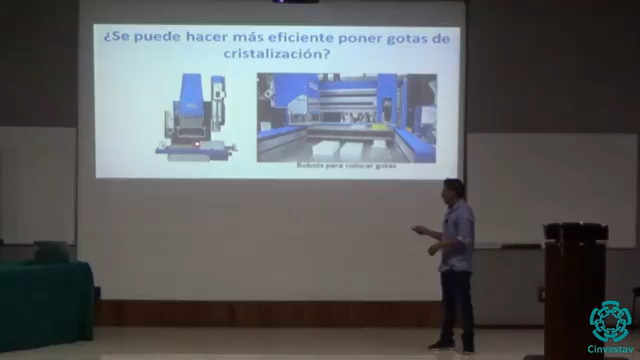 ¿Se puede hacer más eficiente poner gotas de
cristalización?
Robots para colocar gotas
Cinvestav